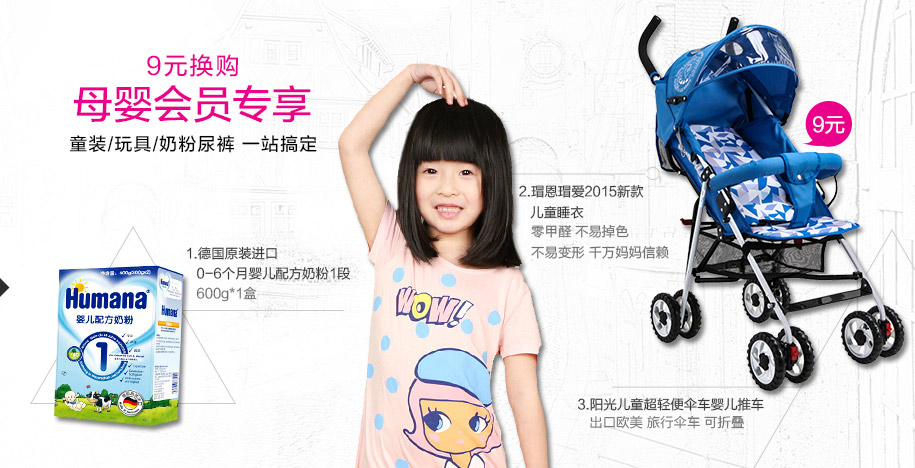 9元换购
母婴会员专享
童装/玩具/奶粉尿裤 一站搞定
9元
2.瑁恩瑁爱2015新款
儿童睡衣
零甲醛 不易掉色
不易变形 千万妈妈信赖
1.德国原装进口
0-6个月婴儿配方奶粉1段
600g*1盒
Humana
婴儿配方奶粉
1
Humana
WOW!
3.阳光儿童超轻便伞车婴儿推车
出口欧美 旅行伞车 可折叠